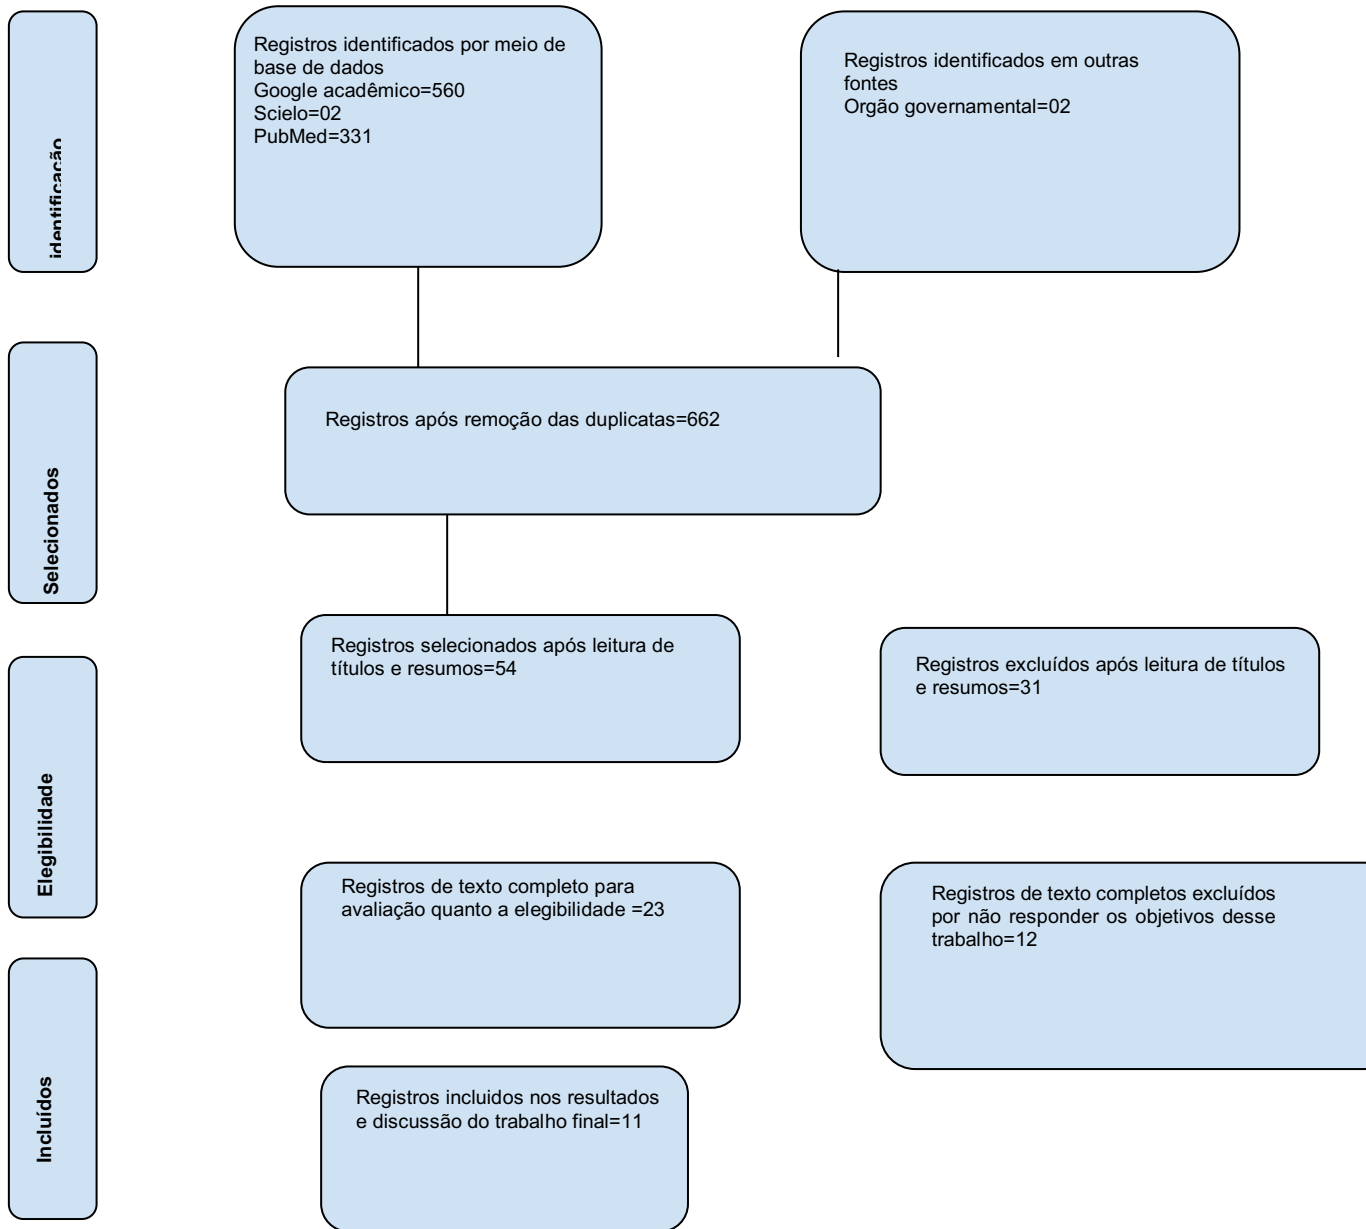 identificação
Registros identificados por meio de
base de dados
Google acadêmico=560
Scielo=02
PubMed=331
Registros identificados em outras
fontes
Orgão governamental=02
Selecionados
Registros após remoção das duplicatas=662
Elegibilidade
Registros selecionados após leitura de
títulos e resumos=54
Registros excluídos após leitura de títulos
e resumos=31
Registros de texto completo para
avaliação quanto a elegibilidade =23
Registros de texto completos excluídos
por não responder os objetivos desse
trabalho=12
Incluídos
Registros incluidos nos resultados
e discussão do trabalho final=11